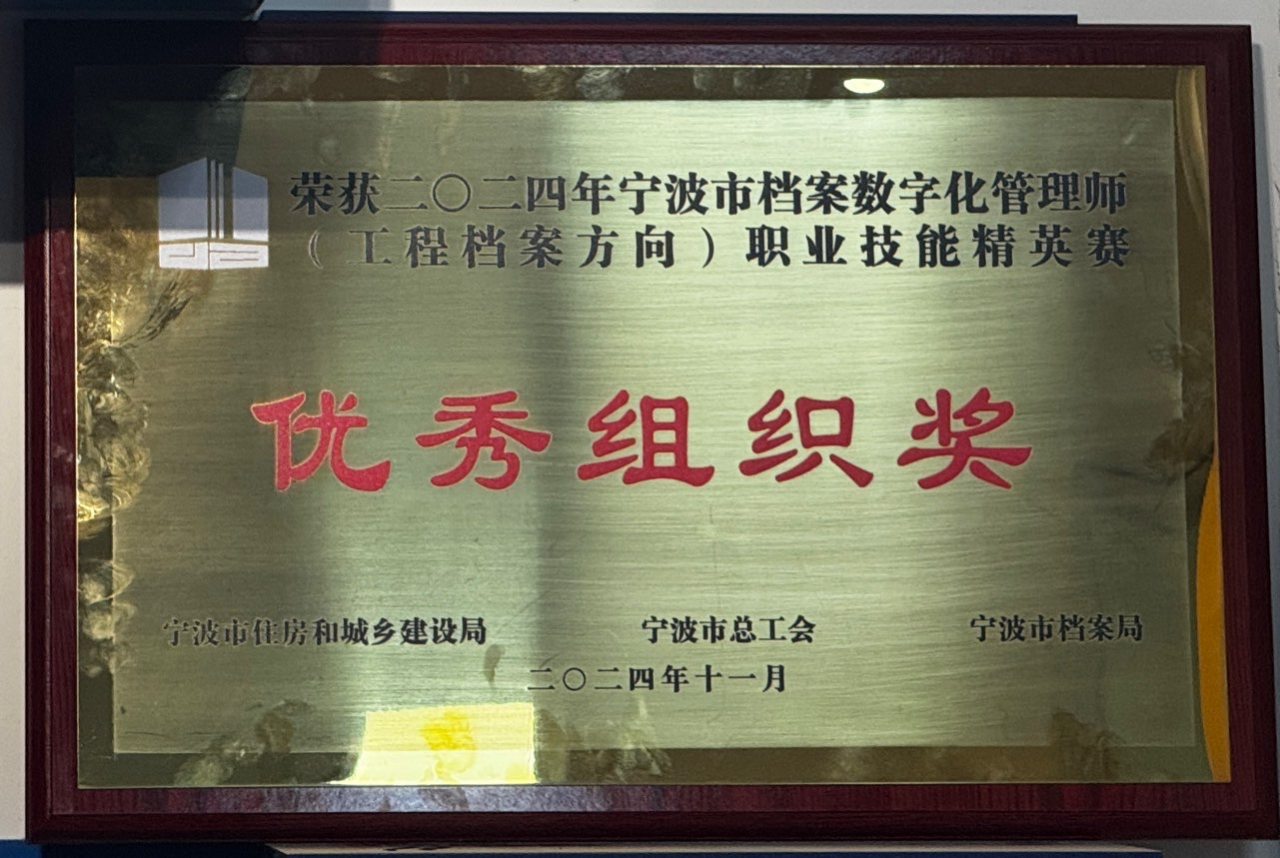 荣获二〇二四年宁波市档案数字化管理师
（工程档案方向）职业技能精英赛
优秀组织奖
宁波市住房和城乡建设局 宁波市总工会 宁波市档案局
二〇二四年十一月